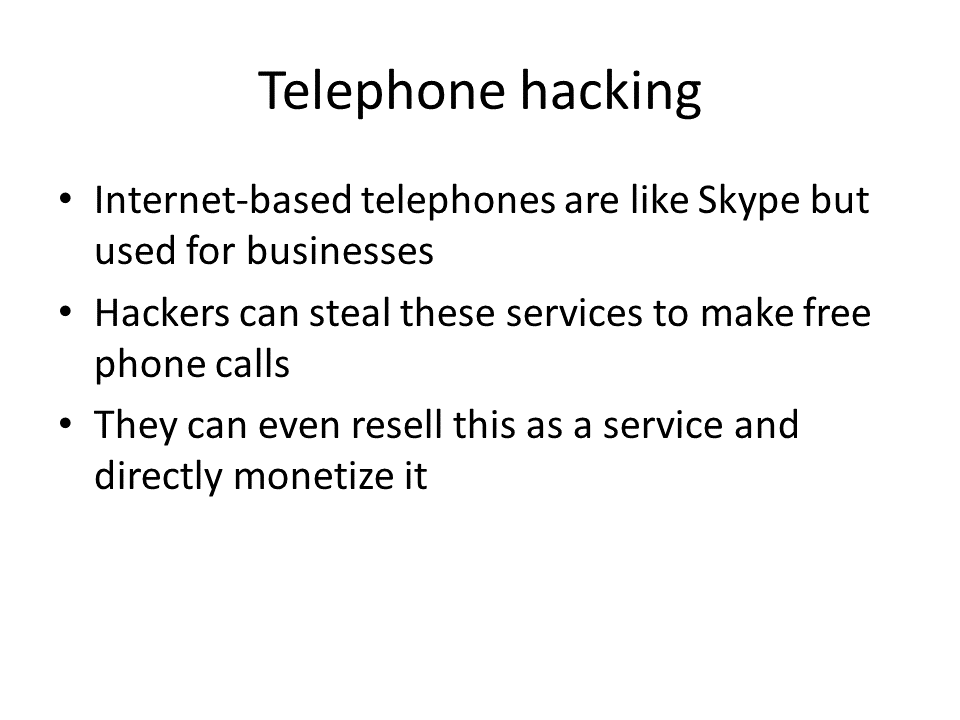 Telephone hacking
• Internet-based telephones are like Skype but
used for businesses
• Hackers can steal these services to make free
phone calls
• They can even resell this as a service and
directly monetize it